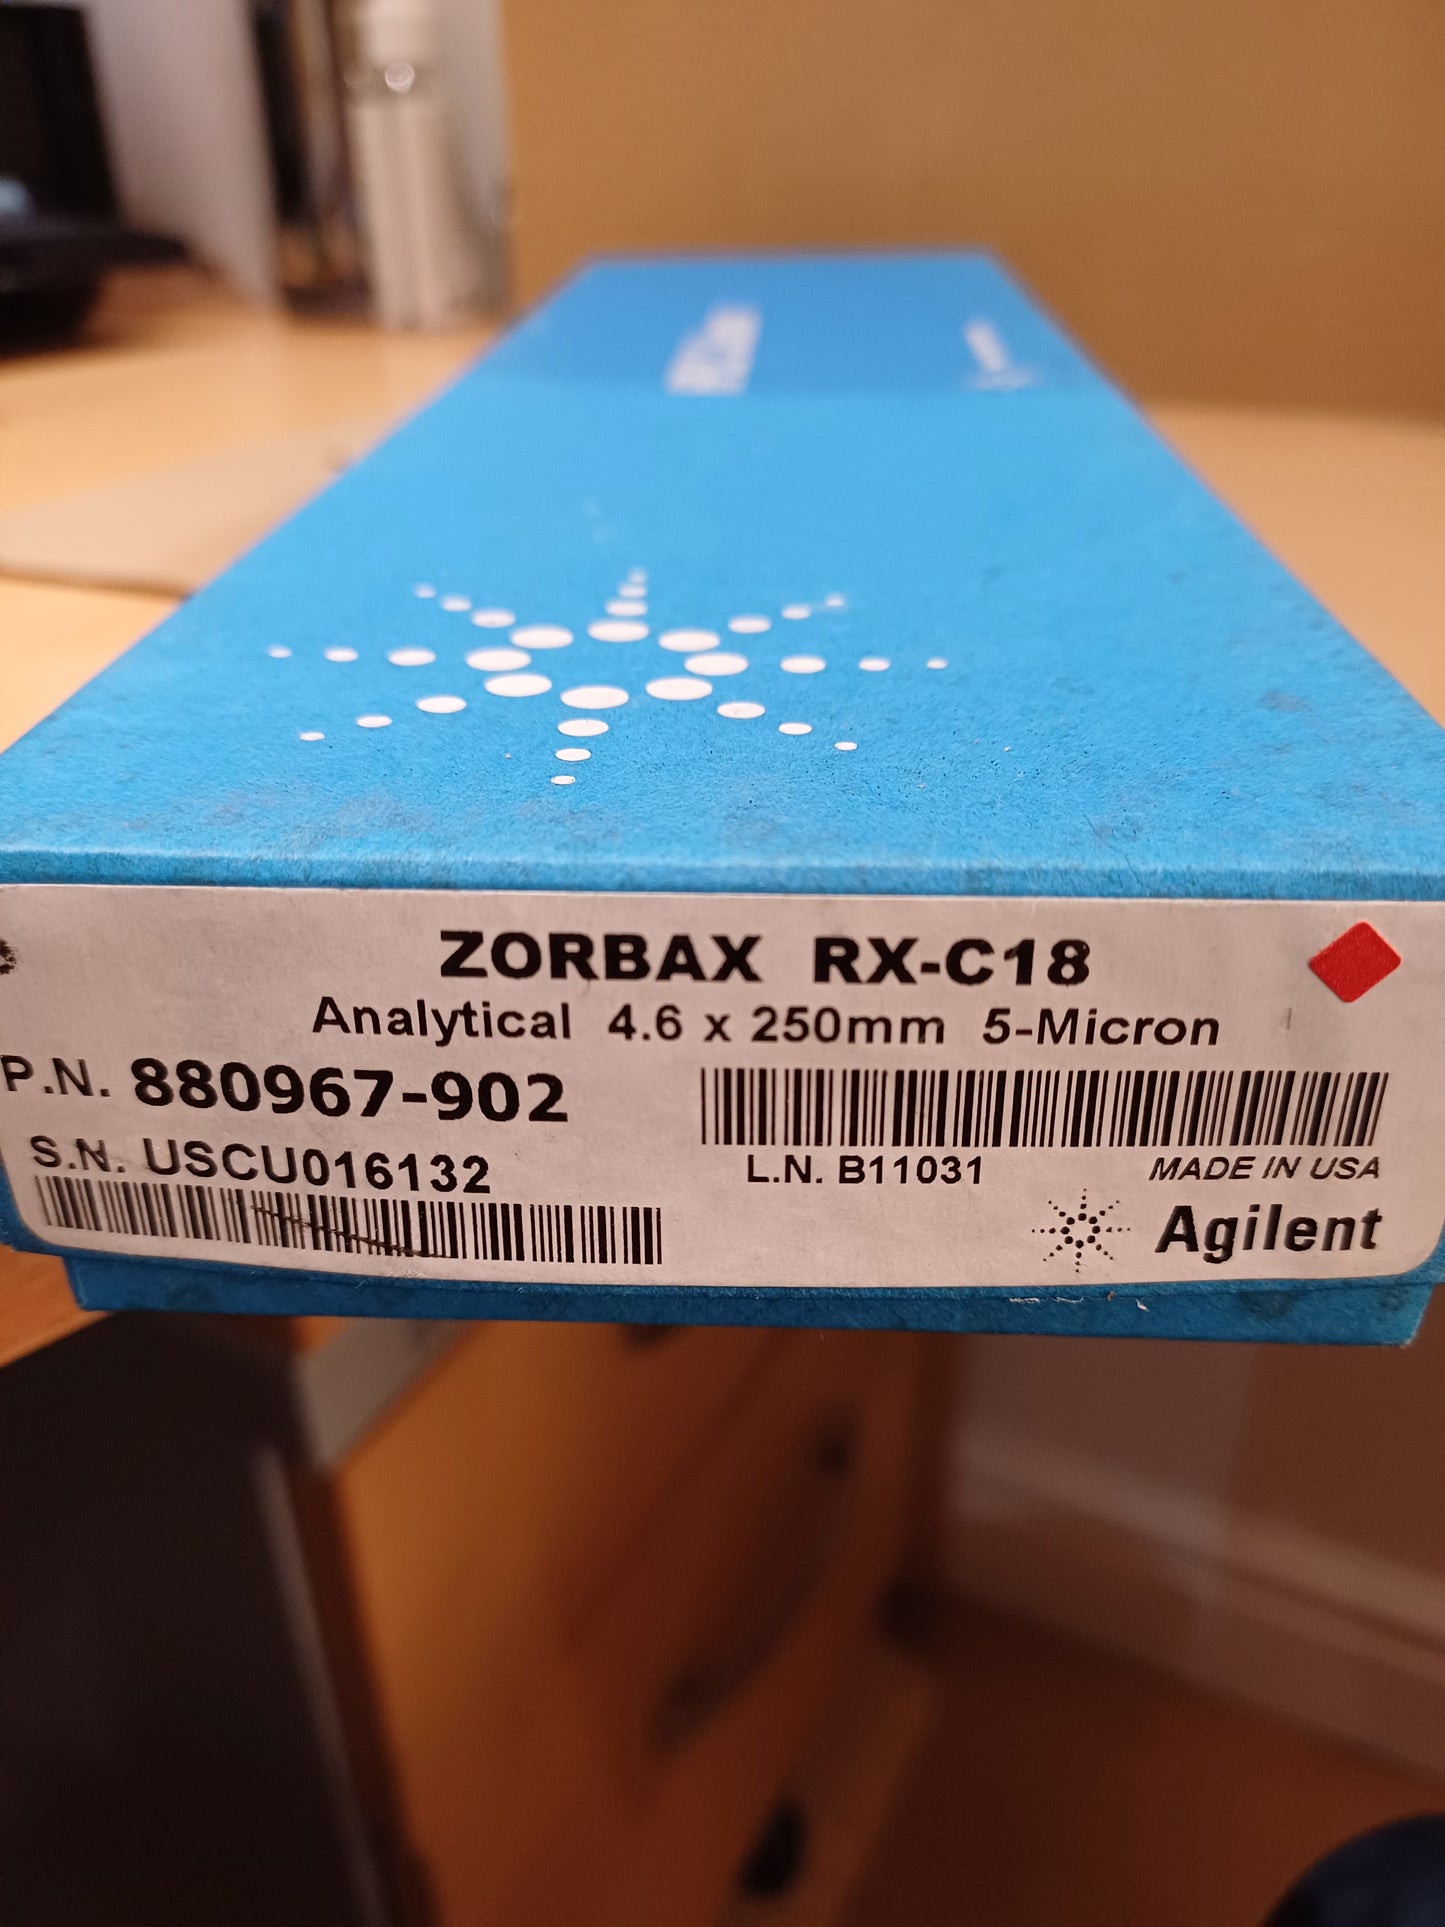 ZORBAX RX-C18
Analytical 4.6 x 250mm 5-Micron
P.N. 880967-902
S.N. USCU016132
L.N. B11031
MADE IN USA
Agilent